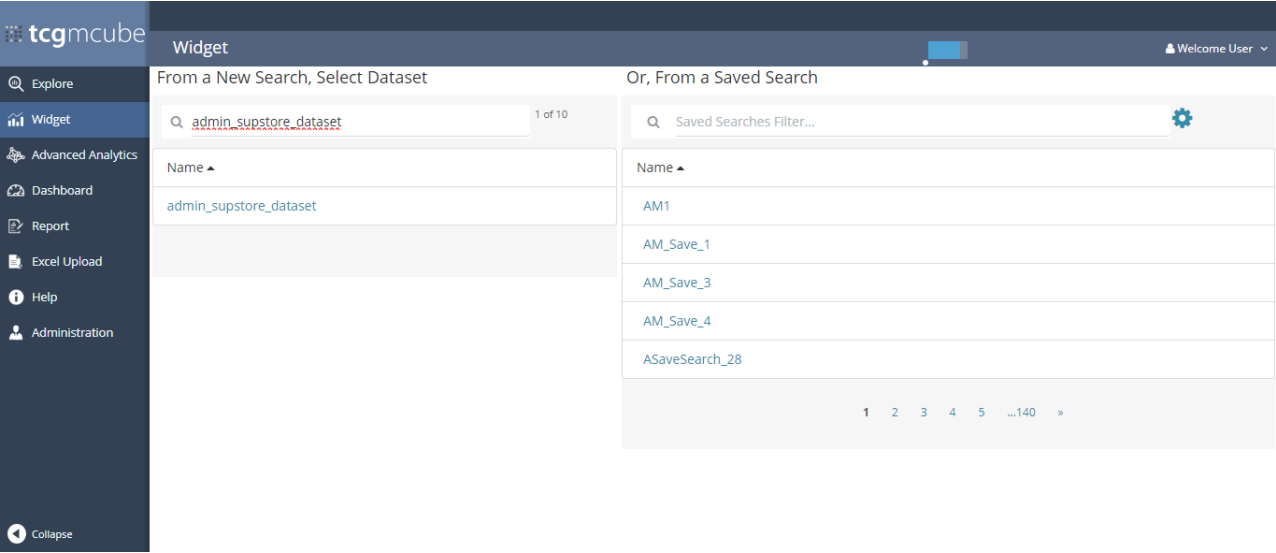 tcgmcube
Widget
Welcome User
Explore
Widget
Advanced Analytics
Dashboard
Report
Excel Upload
Help
Administration
Collapse
From a New Search, Select Dataset
admin_supstore_dataset
1 of 10
Name
admin_supstore_dataset
Or, From a Saved Search
Saved Searches Filter...
Name
AM1
AM_Save_1
AM_Save_3
AM_Save_4
ASaveSearch_28
1 2 3 4 5 ...140 »